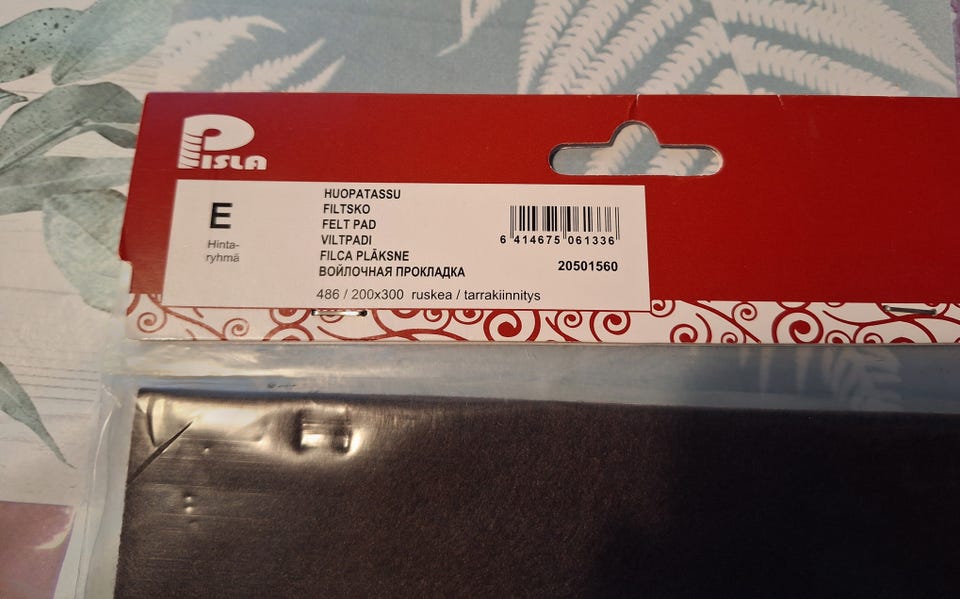 PISLA
E
Hinta-
ryhmä
HUOPATASSU
FILTSKO
FELT PAD
VILTPADI
FILCA PLĀKSNE
ВОЙЛОЧНАЯ ПРОКЛАДКА
486 / 200x300 ruskea / tarrakiinnitys
6 414675 061336
20501560